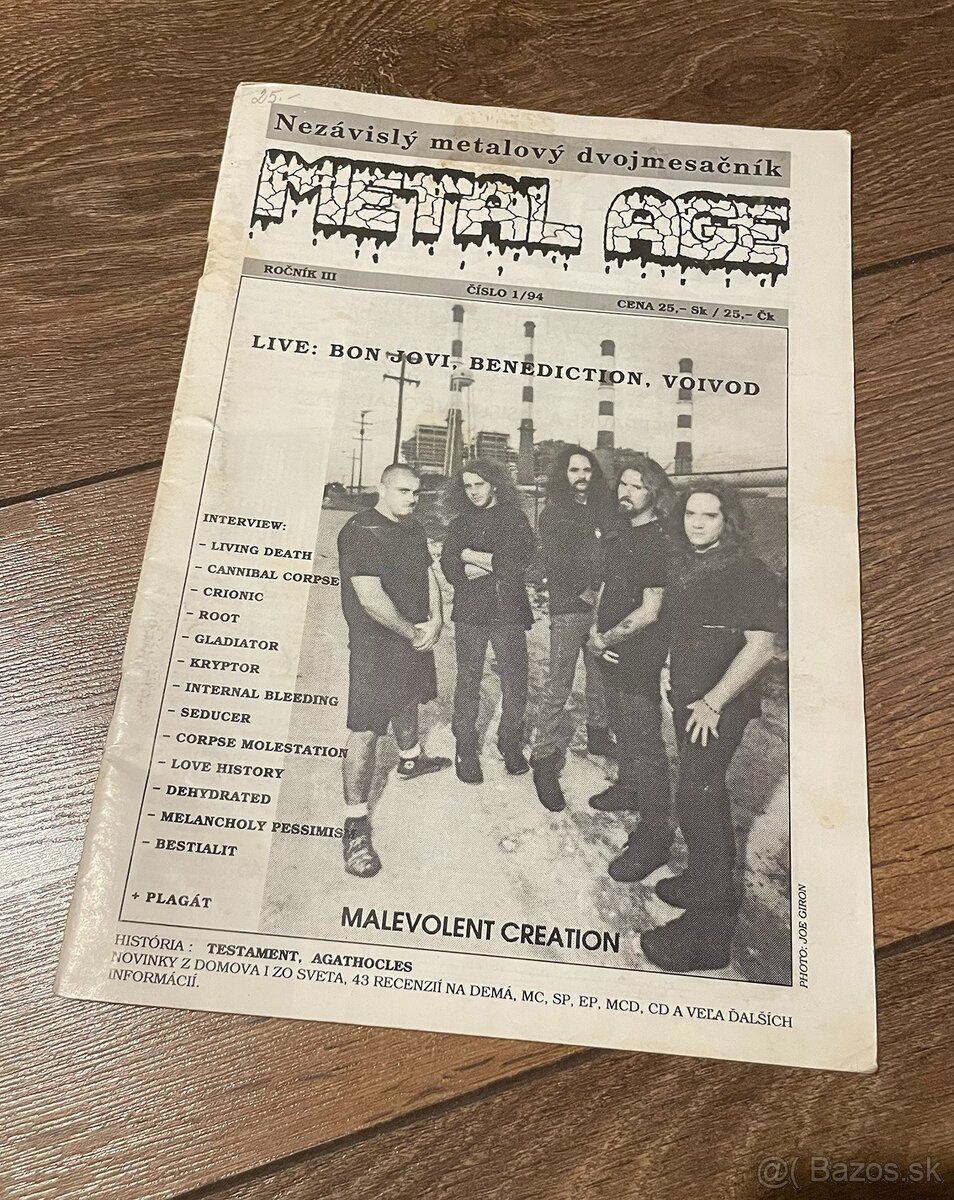 25.-
Nezávislý metalový dvojmesačník
METAL AGE
ROČNÍK III
ČÍSLO 1/94
CENA 25,- Sk / 25,- Čk
LIVE: BON JOVI, BENEDICTION, VOIVOD
INTERVIEW:
- LIVING DEATH
- CANNIBAL CORPSE
- CRIONIC
- ROOT
- GLADIATOR
- KRYPTOR
- INTERNAL BLEEDING
- SEDUCER
- CORPSE MOLESTATION
- LOVE HISTORY
- DEHYDRATED
- MELANCHOLY PESSIMISM
- BESTIALIT
+ PLAGÁT
MALEVOLENT CREATION
PHOTO: JOE GIRON
HISTÓRIA : TESTAMENT, AGATHOCLES
NOVINKY Z DOMOVA I ZO SVETA, 43 RECENZIÍ NA DEMÁ, MC, SP, EP, MCD, CD A VEĽA ĎALŠÍCH
INFORMÁCIÍ.
@( Bazos.sk